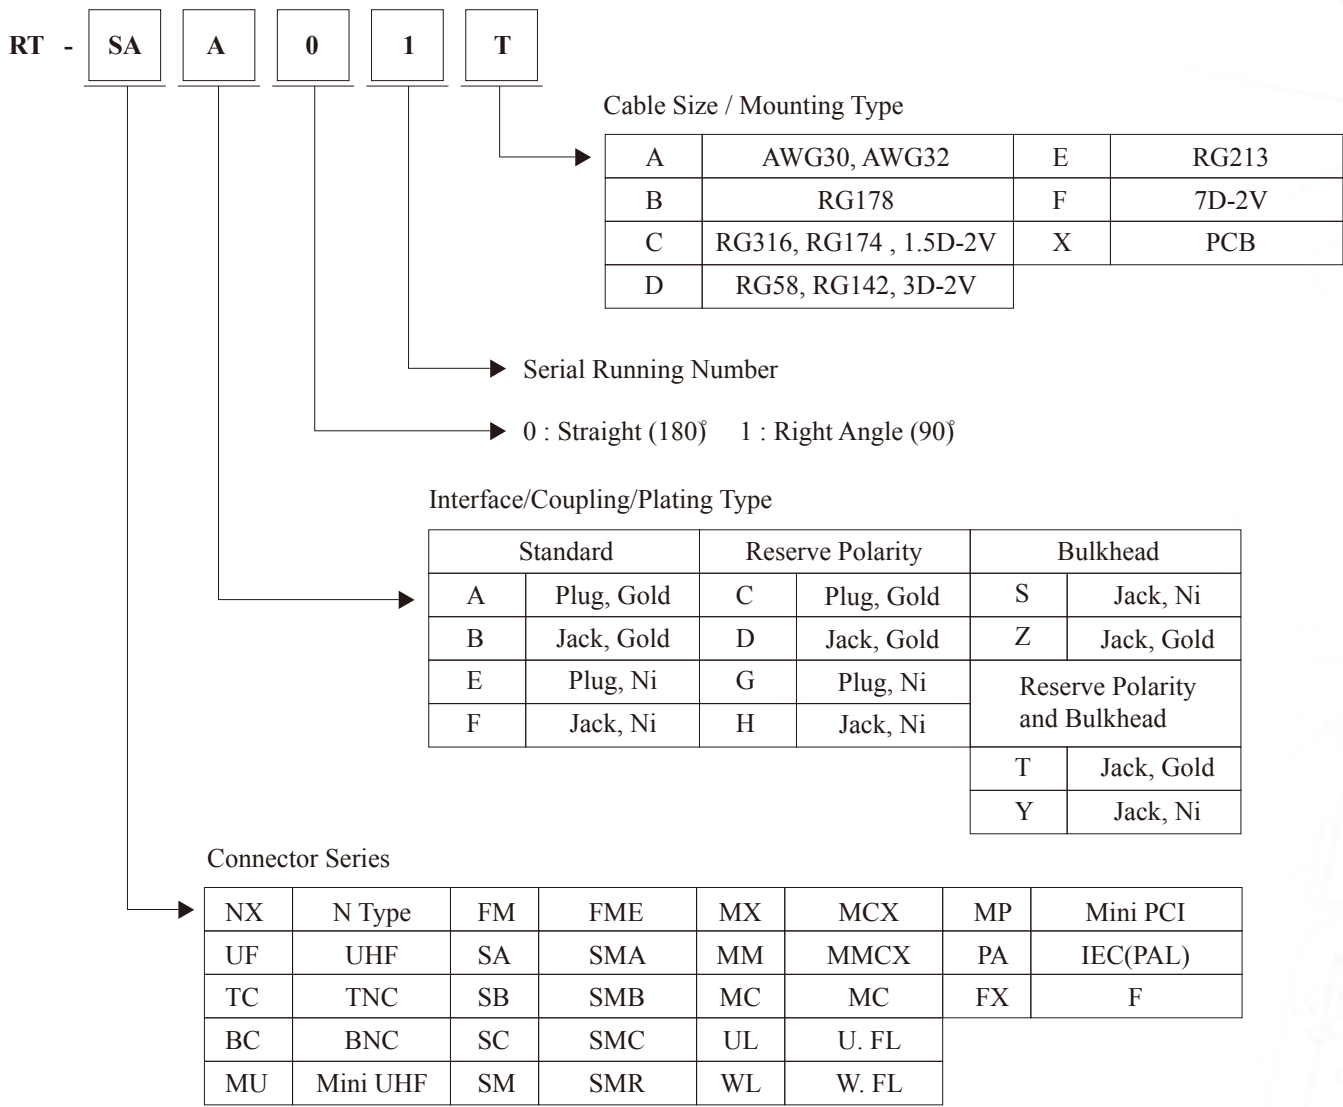 RT - SA A 0 1 T
Cable Size / Mounting Type
A AWG30, AWG32 E RG213
B RG178 F 7D-2V
C RG316, RG174 , 1.5D-2V X PCB
D RG58, RG142, 3D-2V
Serial Running Number
0 : Straight (180)° 1 : Right Angle (90)°
Interface/Coupling/Plating Type
Standard Reserve Polarity Bulkhead
A Plug, Gold C Plug, Gold S Jack, Ni
B Jack, Gold D Jack, Gold Z Jack, Gold
E Plug, Ni G Plug, Ni Reserve Polarity
F Jack, Ni H Jack, Ni and Bulkhead
T Jack, Gold
Y Jack, Ni
Connector Series
NX N Type FM FME MX MCX MP Mini PCI
UF UHF SA SMA MM MMCX PA IEC(PAL)
TC TNC SB SMB MC MC FX F
BC BNC SC SMC UL U. FL
MU Mini UHF SM SMR WL W. FL